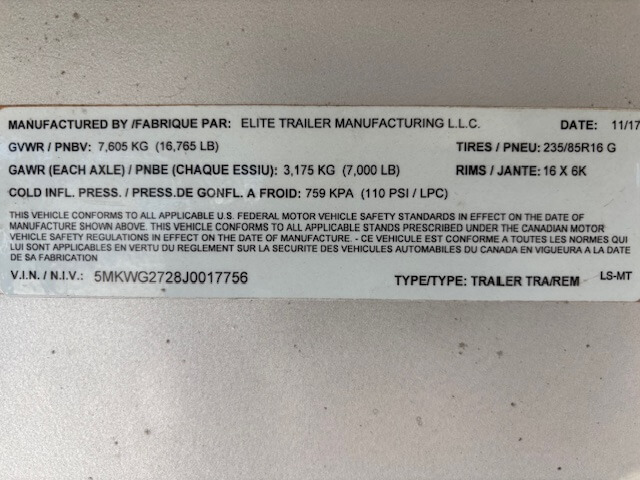 MANUFACTURED BY /FABRIQUE PAR: ELITE TRAILER MANUFACTURING L.L.C. DATE: 11/17
GVWR / PNBV: 7,605 KG (16,765 LB) TIRES / PNEU: 235/85R16 G
GAWR (EACH AXLE) / PNBE (CHAQUE ESSIU): 3,175 KG (7,000 LB) RIMS / JANTE: 16 X 6K
COLD INFL. PRESS. / PRESS.DE GONFL. A FROID: 759 KPA (110 PSI / LPC)
THIS VEHICLE CONFORMS TO ALL APPLICABLE U.S. FEDERAL MOTOR VEHICLE SAFETY STANDARDS IN EFFECT ON THE DATE OF
MANUFACTURE SHOWN ABOVE. THIS VEHICLE CONFORMS TO ALL APPLICABLE STANDS PRESCRIBED UNDER THE CANADIAN MOTOR
VEHICLE SAFETY REGULATIONS IN EFFECT ON THE DATE OF MANUFACTURE. - CE VEHICULE EST CONFORME A TOUTES LES NORMES QUI
LUI SONT APPLICABLES EN VERTU DU REGLEMENT SUR LA SECURITE DES VEHICULES AUTOMABILES DU CANADA EN VIGUEURA A LA DATE
DE SA FABRICATION
V.I.N. / N.I.V.: 5MKWG2728J0017756 TYPE/TYPE: TRAILER TRA/REM LS-MT